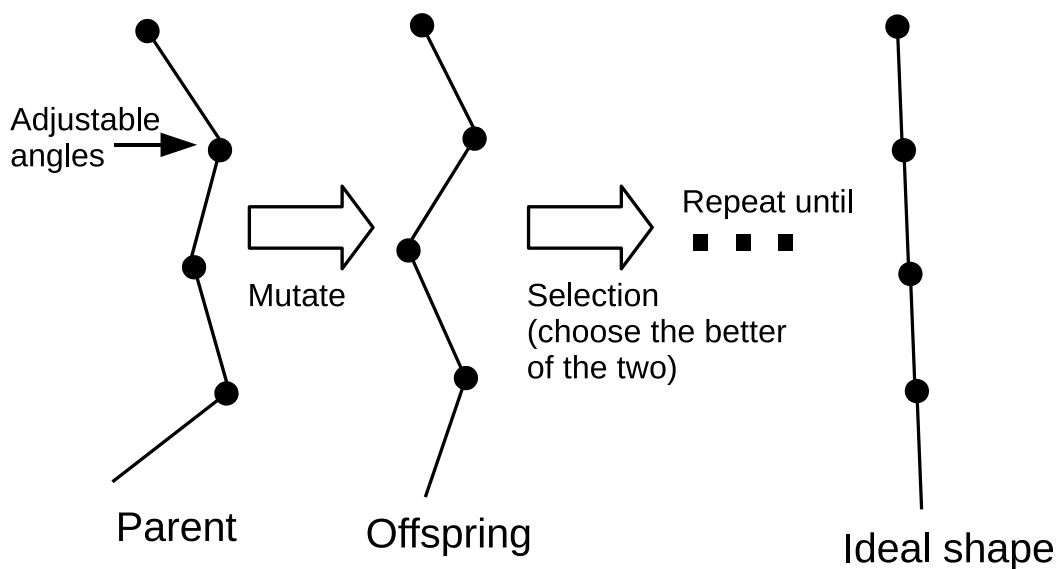 Adjustable
angles
Mutate
Selection
(choose the better
of the two)
Repeat until
Parent
Offspring
Ideal shape